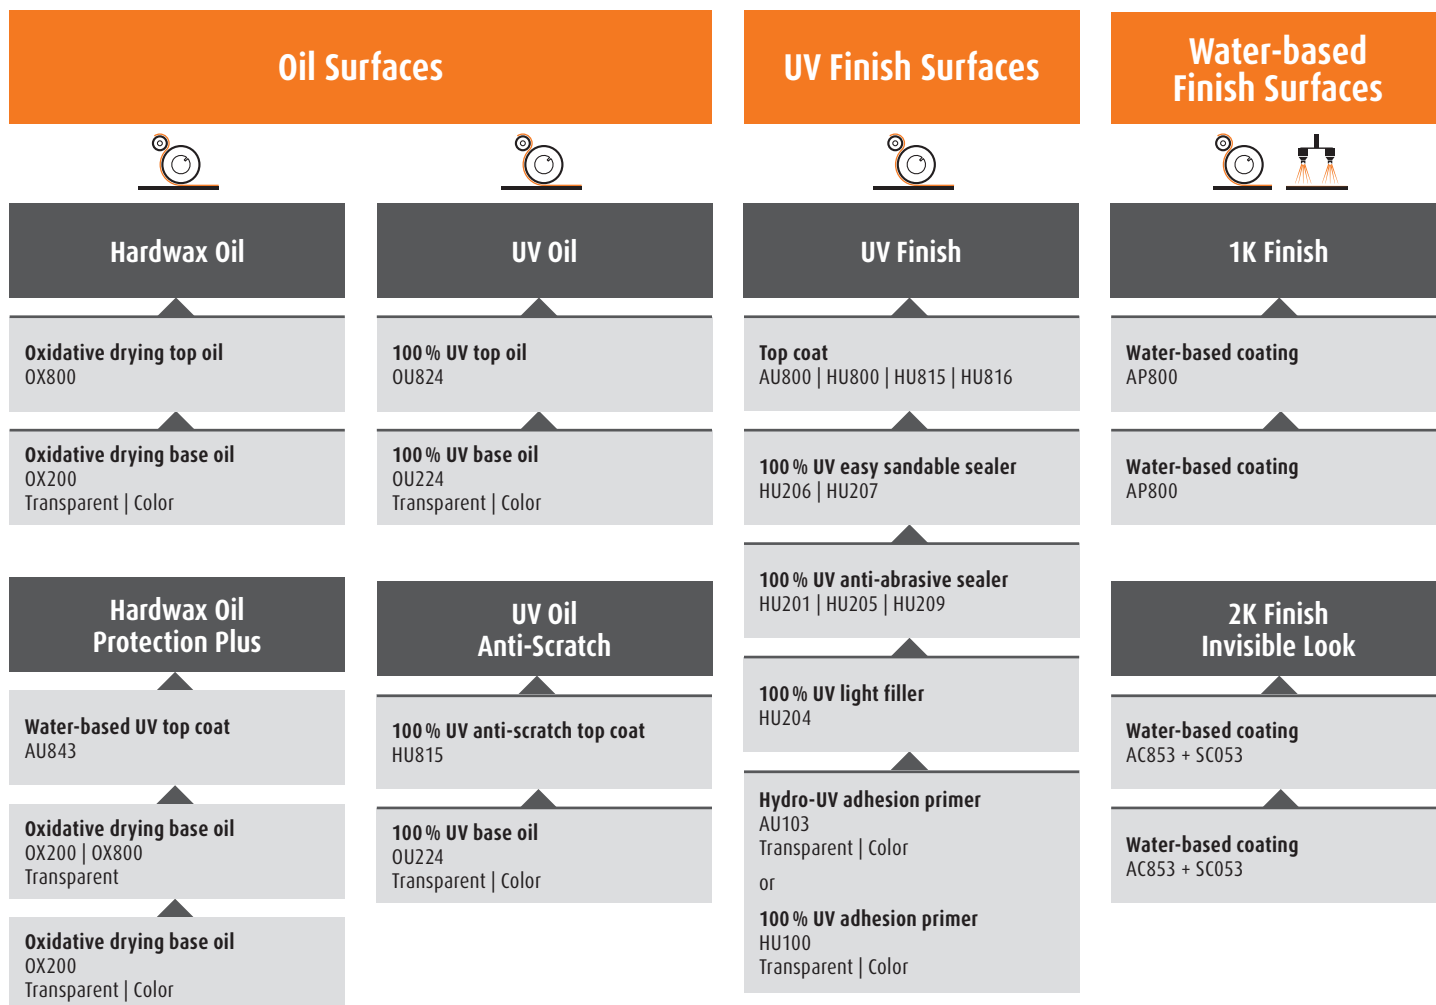 Oil Surfaces
Hardwax Oil
Oxidative drying top oil
OX800
Oxidative drying base oil
OX200
Transparent | Color
Hardwax Oil
Protection Plus
Water-based UV top coat
AU843
Oxidative drying base oil
OX200 | OX800
Transparent
Oxidative drying base oil
OX200
Transparent | Color
UV Oil
100 % UV top oil
OU824
100 % UV base oil
OU224
Transparent | Color
UV Oil
Anti-Scratch
100 % UV anti-scratch top coat
HU815
100 % UV base oil
OU224
Transparent | Color
UV Finish Surfaces
UV Finish
Top coat
AU800 | HU800 | HU815 | HU816
100 % UV easy sandable sealer
HU206 | HU207
100 % UV anti-abrasive sealer
HU201 | HU205 | HU209
100 % UV light filler
HU204
Hydro-UV adhesion primer
AU103
Transparent | Color
or
100 % UV adhesion primer
HU100
Transparent | Color
Water-based
Finish Surfaces
1K Finish
Water-based coating
AP800
Water-based coating
AP800
2K Finish
Invisible Look
Water-based coating
AC853 + SC053
Water-based coating
AC853 + SC053